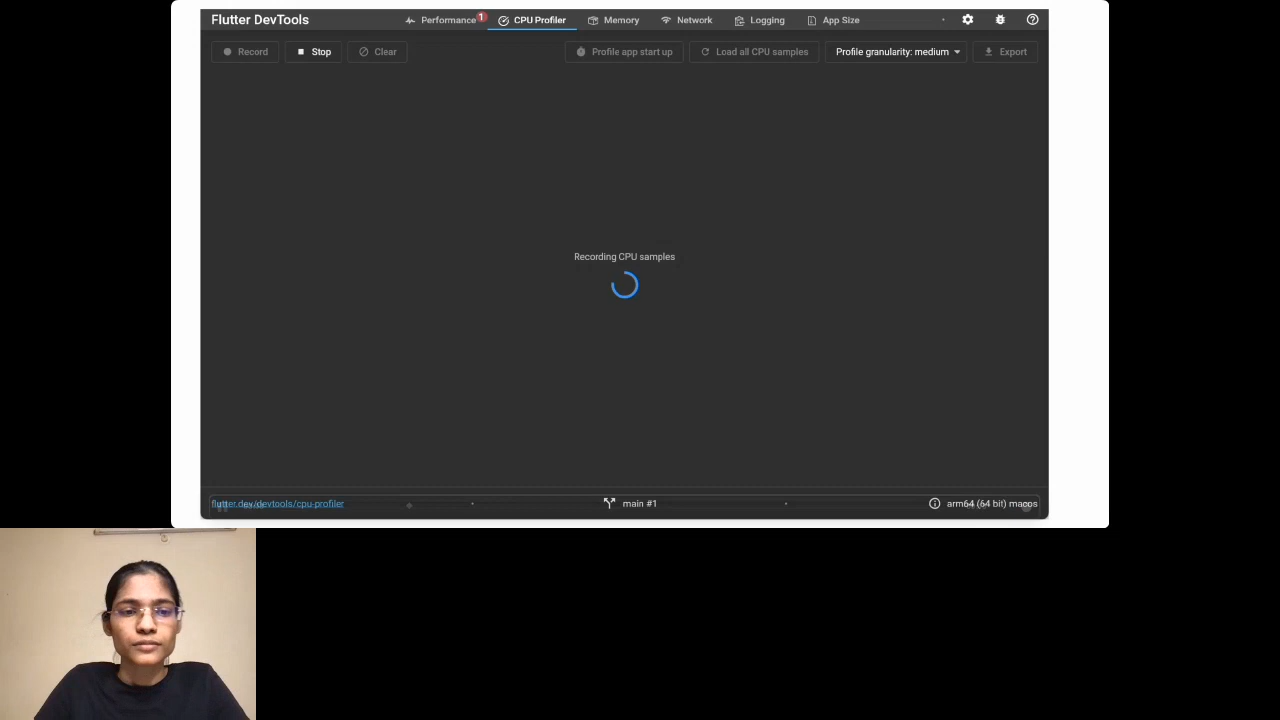 Flutter DevTools
Performance 1 CPU Profiler Memory Network Logging App Size
Record Stop Clear Profile app start up Load all CPU samples Profile granularity: medium Export
Recording CPU samples
flutter.dev/devtools/cpu-profiler main #1 arm64 (64 bit) macos